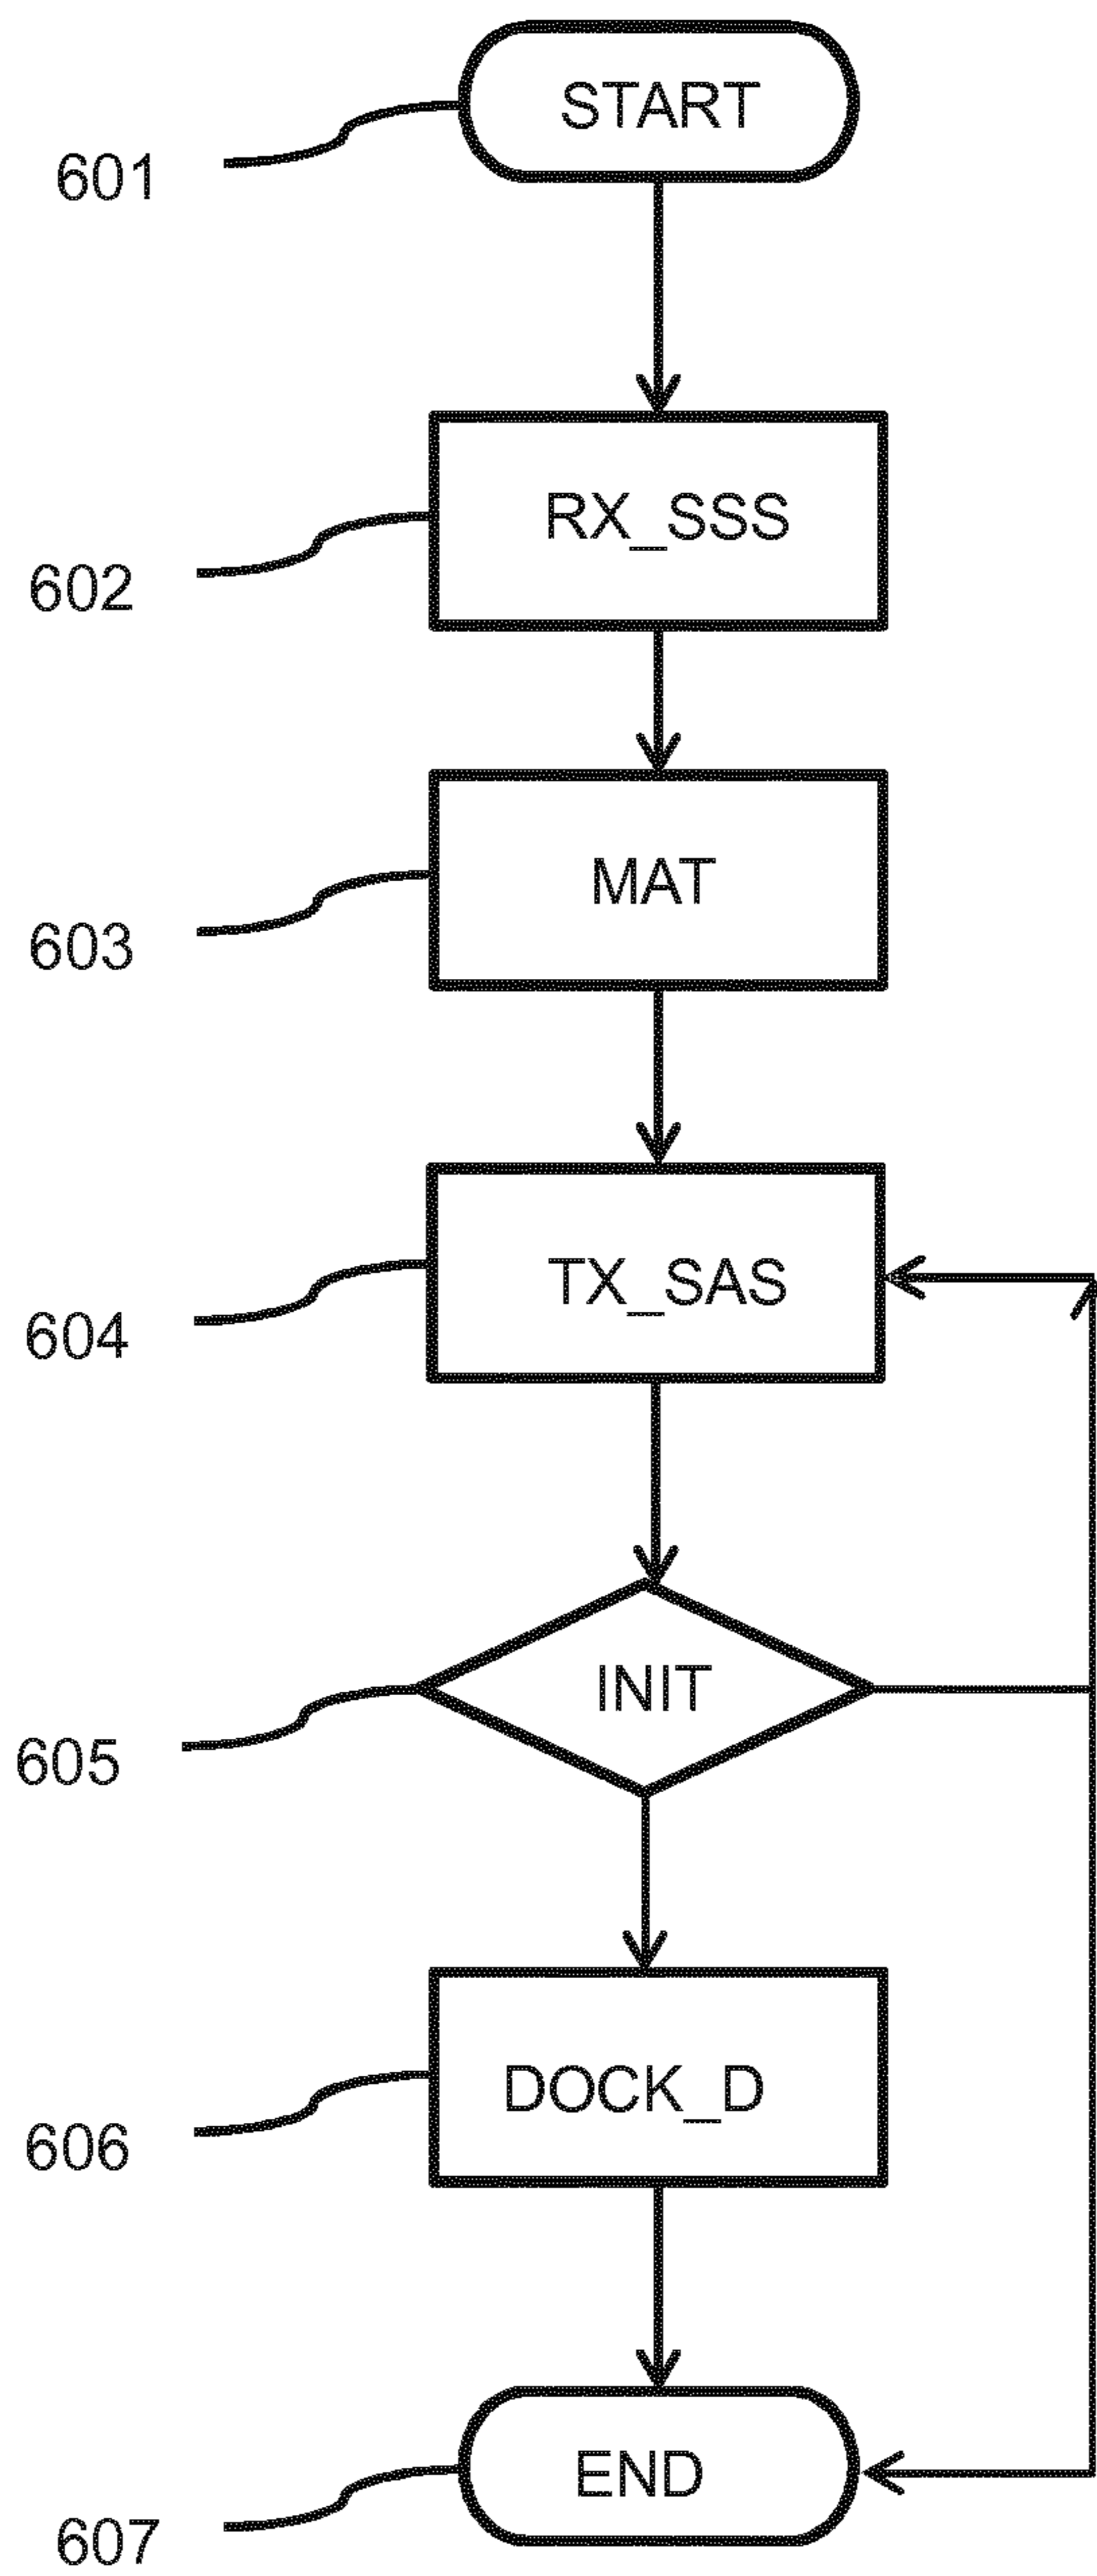 START
601
RX_SSS
602
MAT
603
TX_SAS
604
INIT
605
DOCK_D
606
END
607